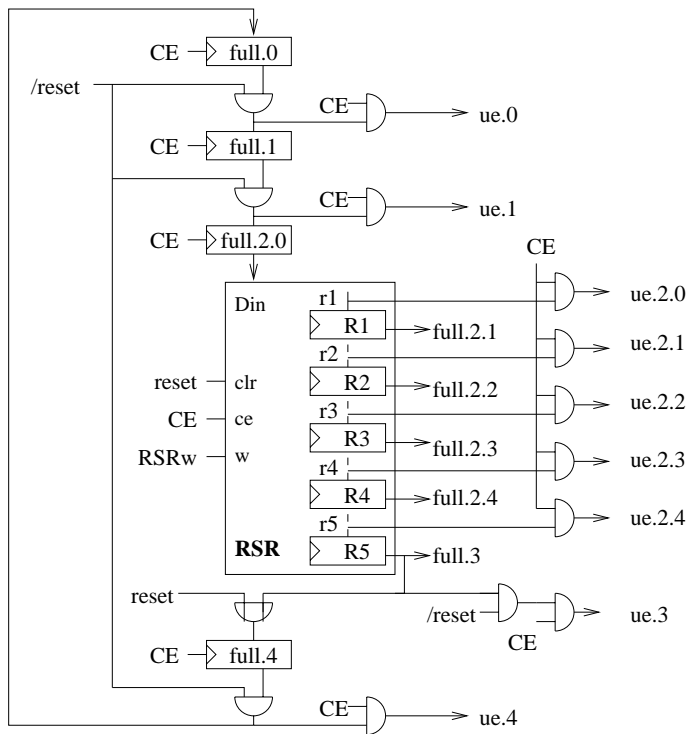 CE full.0
/reset
CE ue.0
CE full.1
CE ue.1
CE full.2.0
CE
Din r1 ue.2.0
R1 full.2.1
r2 ue.2.1
reset clr R2 full.2.2
r3 ue.2.2
CE ce R3 full.2.3
RSRw w r4 ue.2.3
R4 full.2.4
r5 ue.2.4
RSR R5 full.3
reset
/reset ue.3
CE
CE full.4
CE ue.4